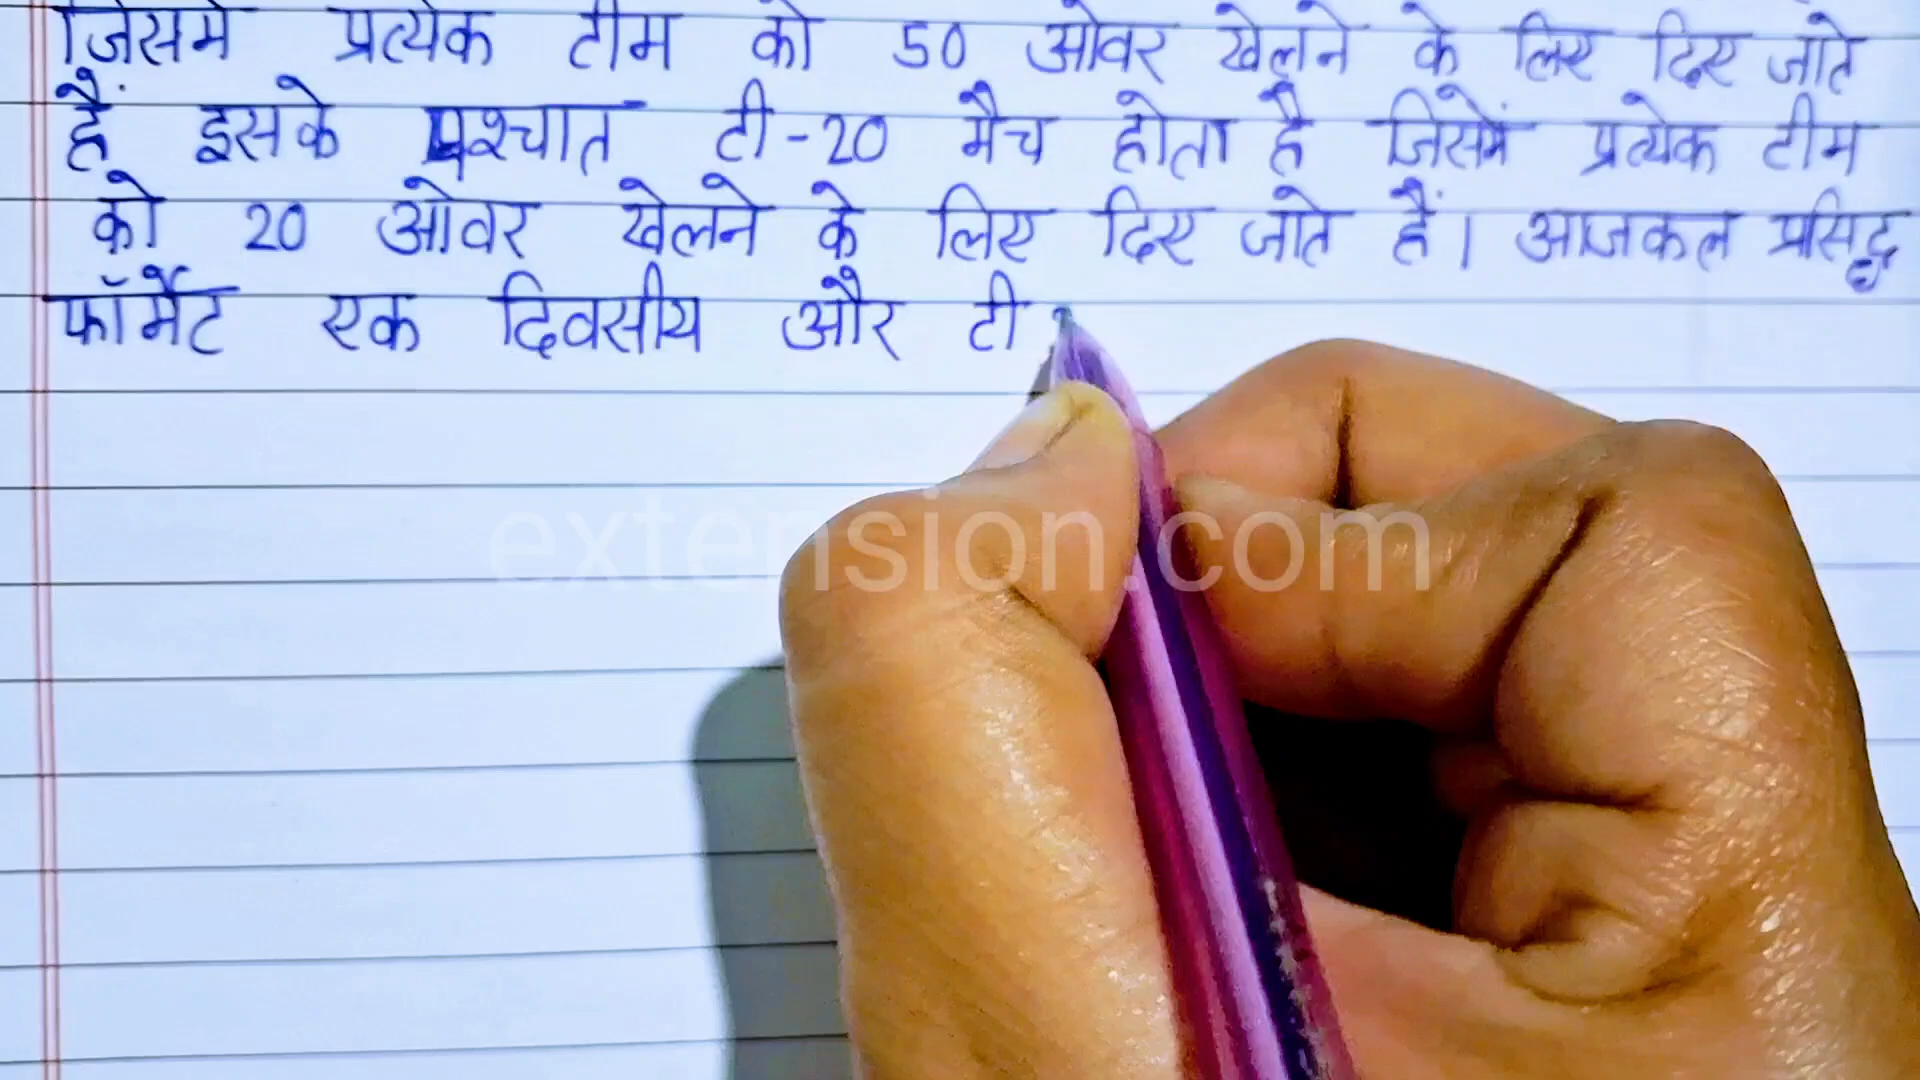 जिसमे प्रत्येक टीम को 50 ओवर खेलने के लिए दिए जाते
हैं इसके पश्चात टी-20 मैच होता है जिसमें प्रत्येक टीम
को 20 ओवर खेलने के लिए दिए जाते हैं। आजकल प्रसिद्ध
फॉर्मेट एक दिवसीय और टी
extension.com